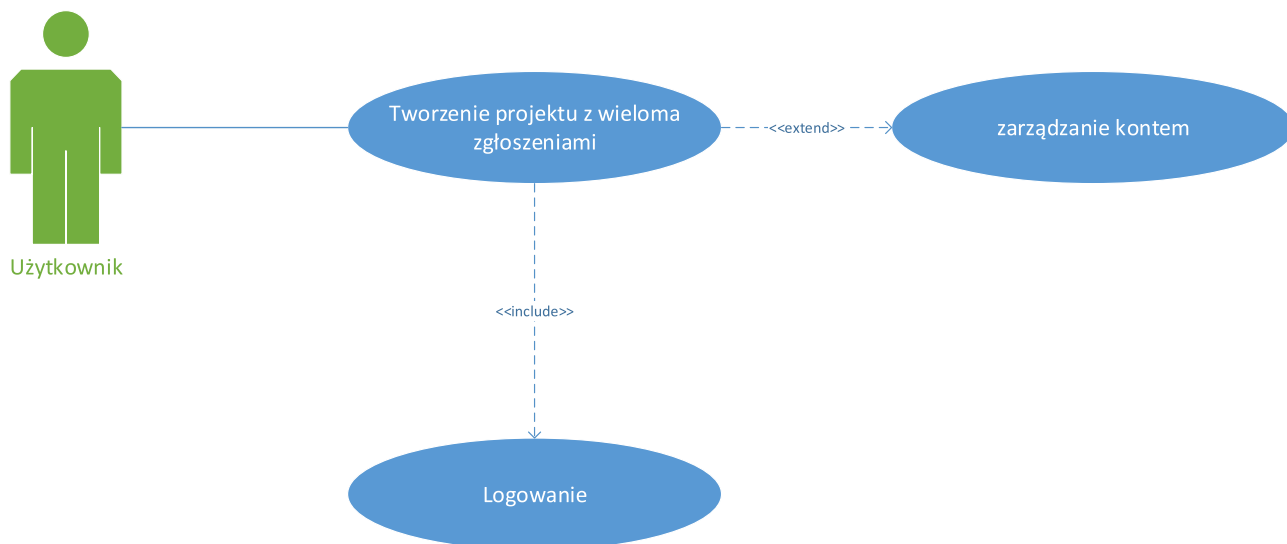 Tworzenie projektu z wieloma
zgłoszeniami
<<extend>>
zarządzanie kontem
Użytkownik
<<include>>
Logowanie